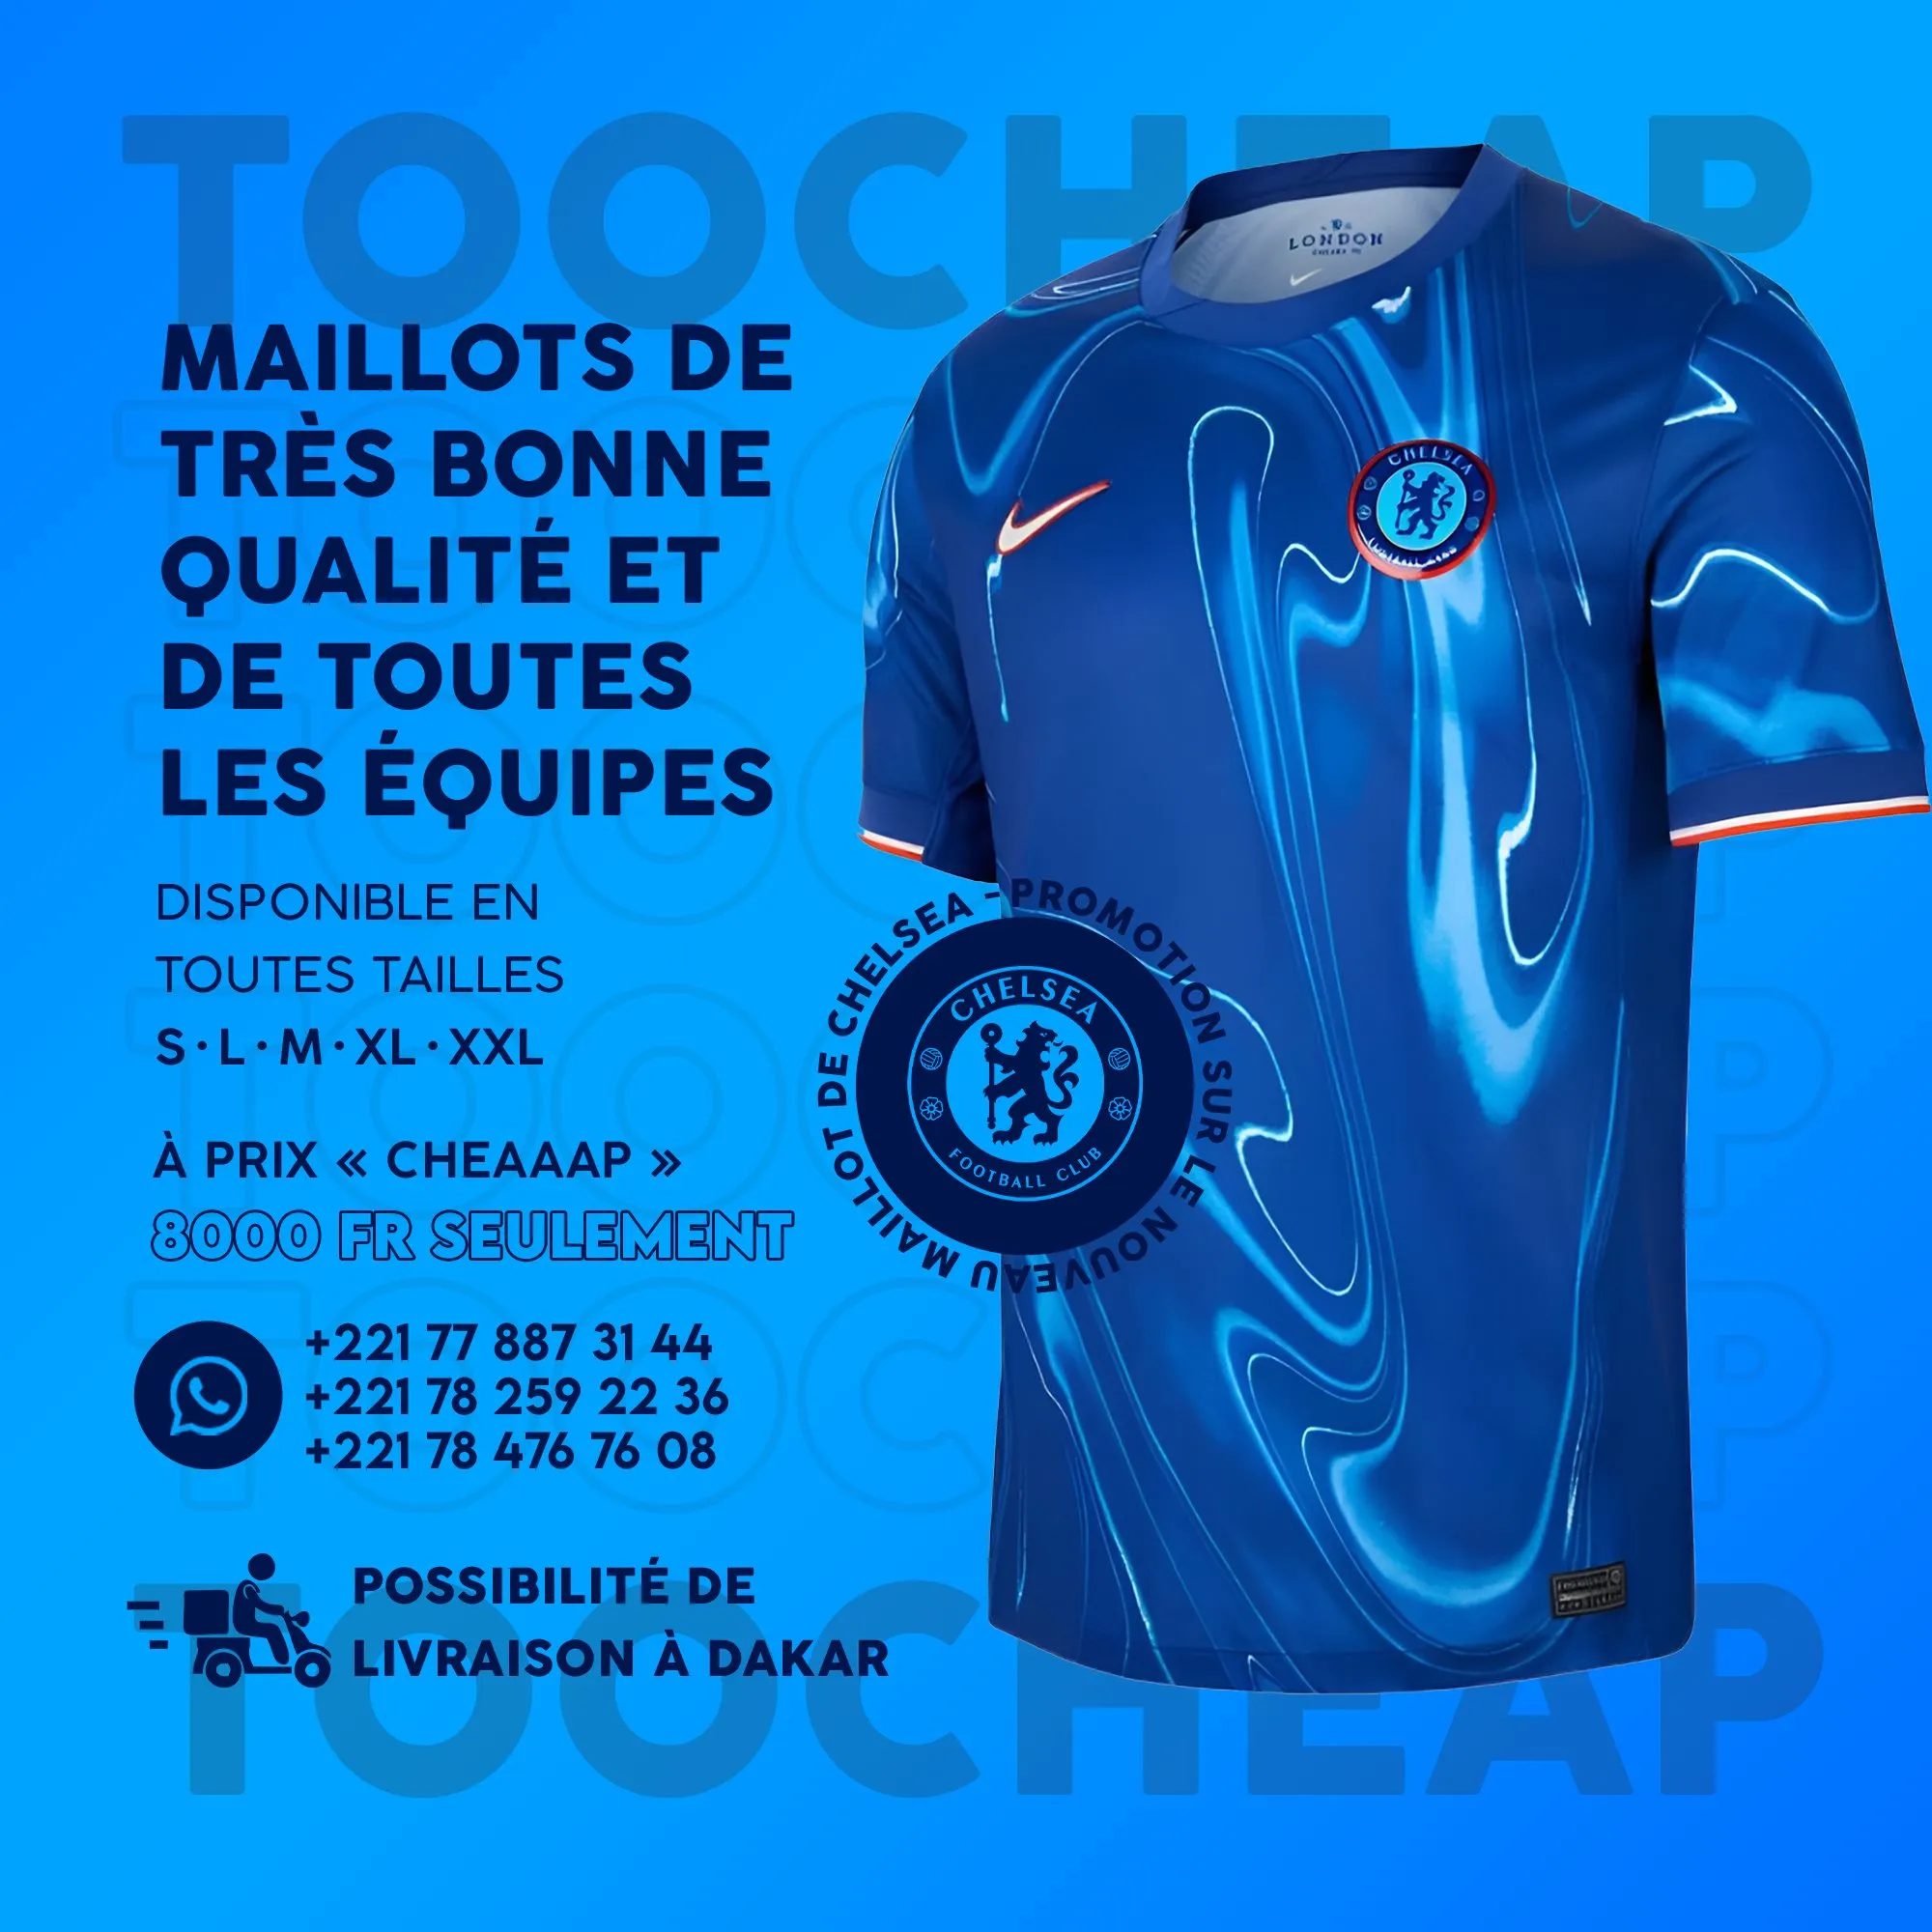 TOOCHEAP
MAILLOTS DE
TRÈS BONNE
QUALITÉ ET
DE TOUTES
LES ÉQUIPES
DISPONIBLE EN
TOUTES TAILLES
S·L·M·XL·XXL
À PRIX « CHEAAAP »
8000 FR SEULEMENT
+221 77 887 31 44
+221 78 259 22 36
+221 78 476 76 08
POSSIBILITÉ DE
LIVRAISON À DAKAR
TOOCHEAP
LONDON
CHELSEA
PROMOTION SUR LE NOUVEAU MAILLOT DE CHELSEA -
CHELSEA
FOOTBALL CLUB